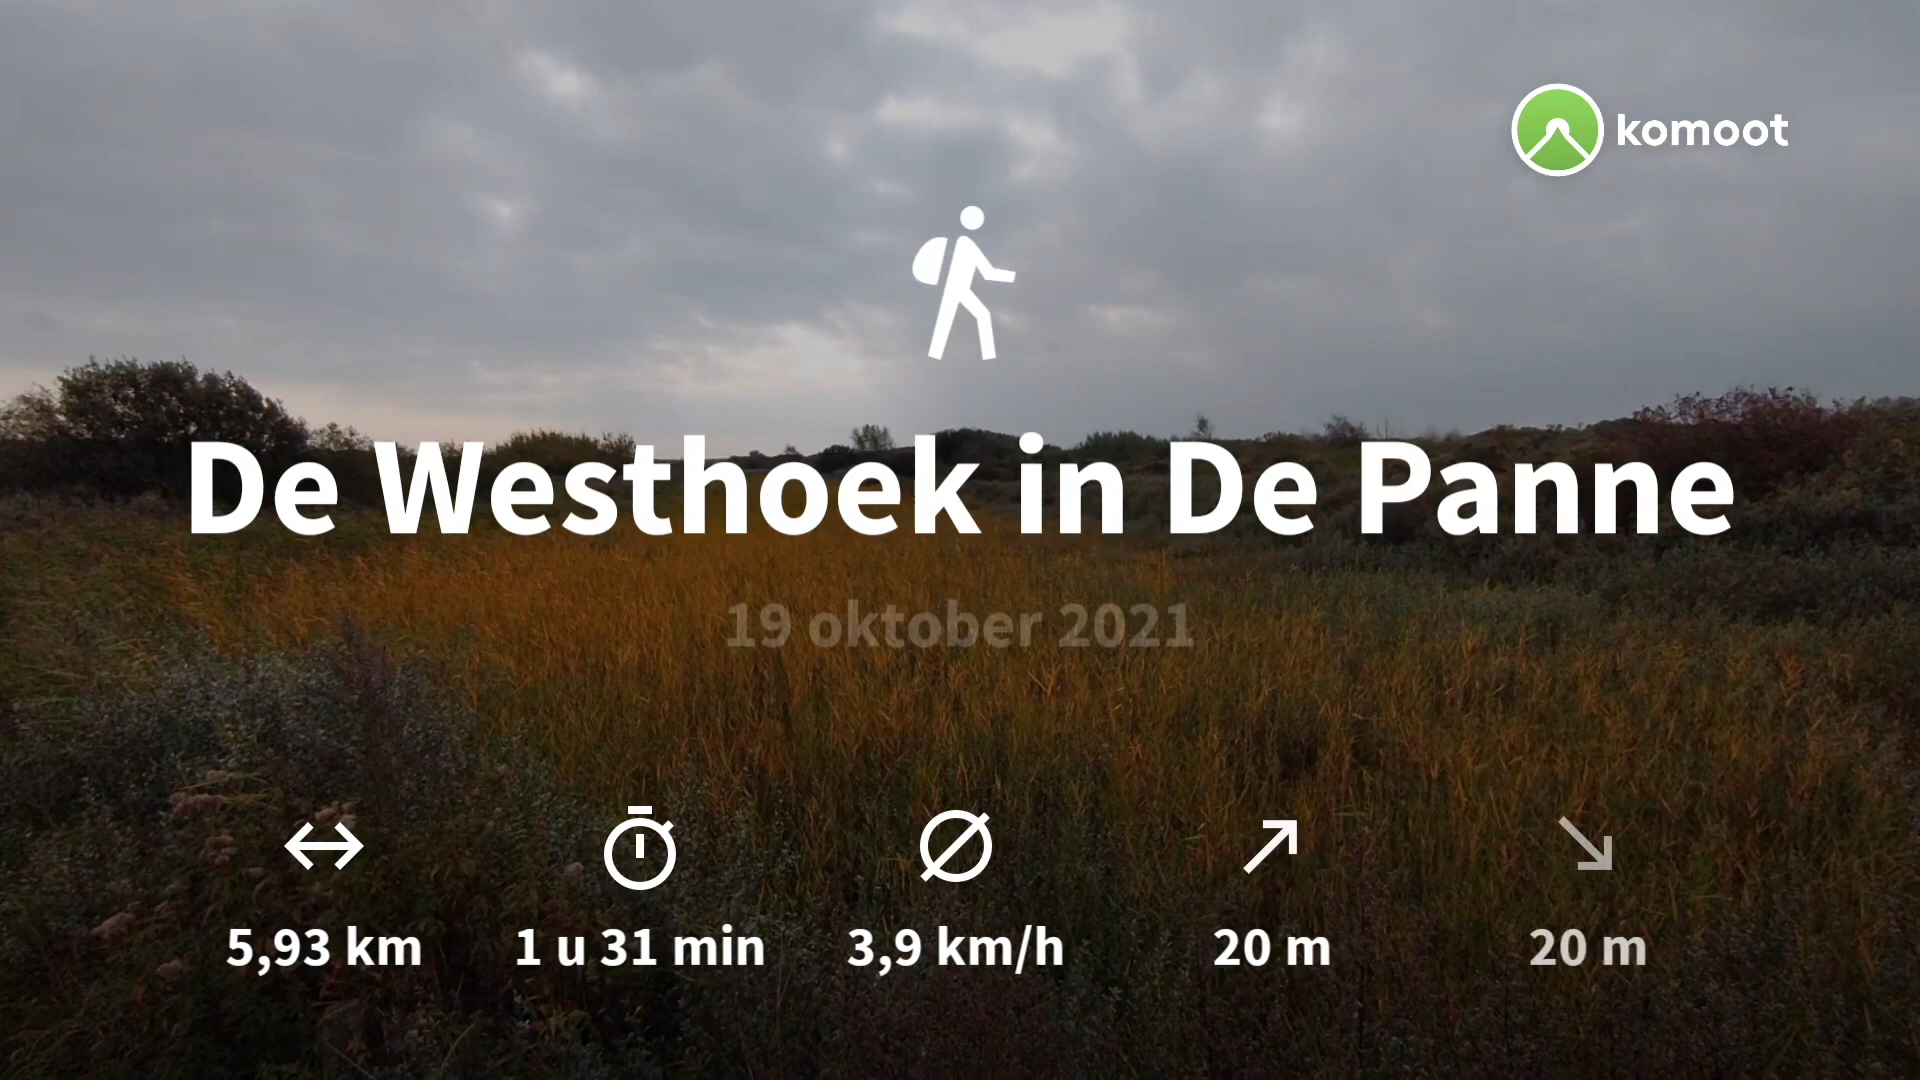 komoot
De Westhoek in De Panne
19 oktober 2021
5,93 km 1 u 31 min 3,9 km/h 20 m 20 m